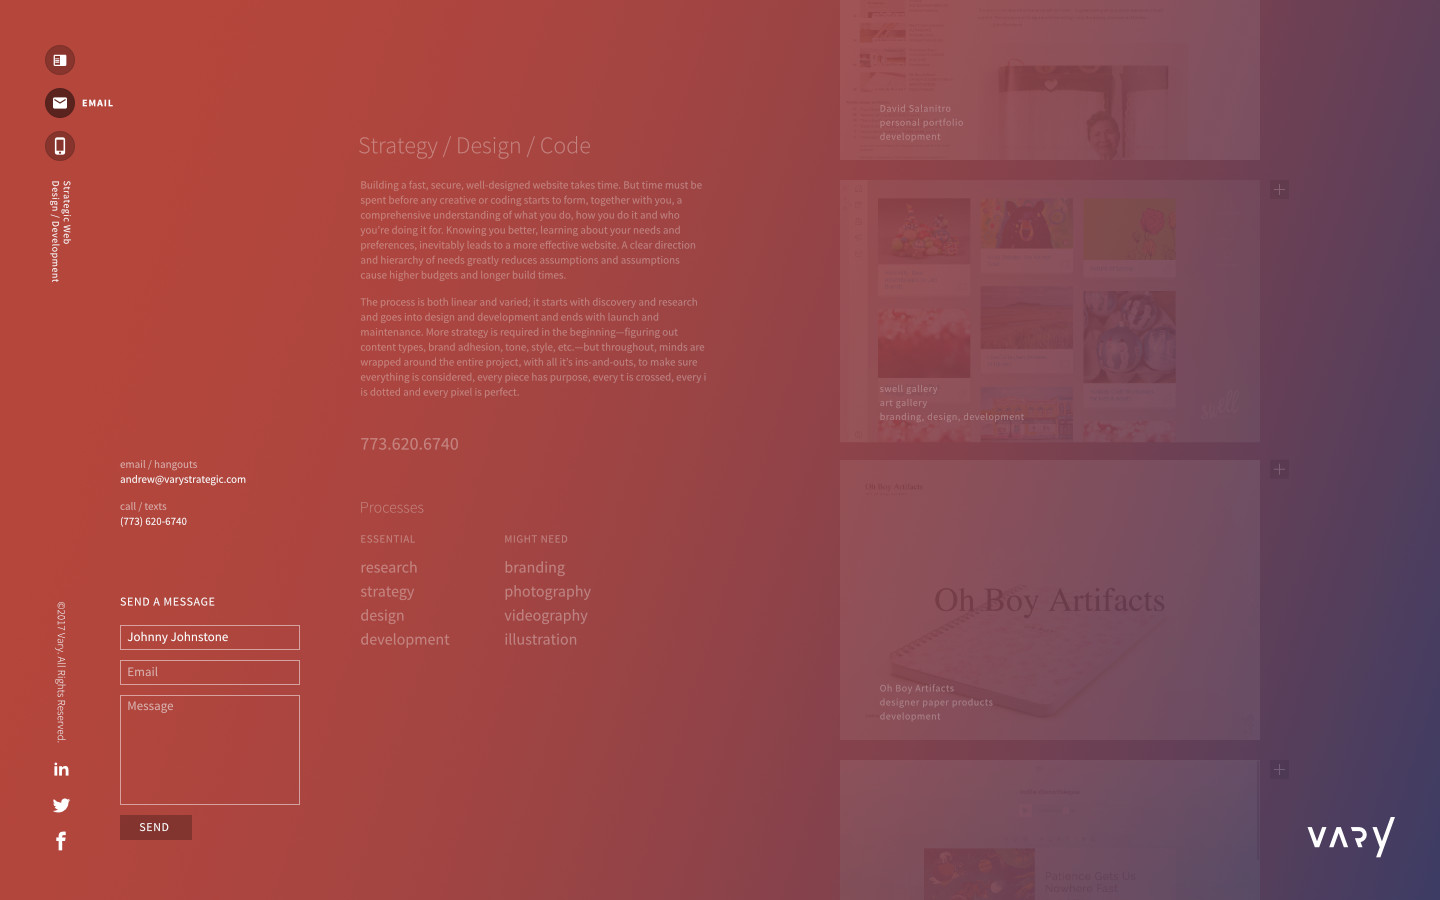 EMAIL
Strategic Web
Design / Development
email / hangouts
andrew@varystrategic.com
call / texts
(773) 620-6740
SEND A MESSAGE
Johnny Johnstone
Email
Message
SEND
©2017 Vary. All Rights Reserved.
in
Strategy / Design / Code
Building a fast, secure, well-designed website takes time. But time must be
spent before any creative or coding starts to form, together with you, a
comprehensive understanding of what you do, how you do it and who
you're doing it for. Knowing you better, learning about your needs and
preferences, inevitably leads to a more effective website. A clear direction
and hierarchy of needs greatly reduces assumptions and assumptions
cause higher budgets and longer build times.
The process is both linear and varied; it starts with discovery and research
and goes into design and development and ends with launch and
maintenance. More strategy is required in the beginning—figuring out
content types, brand adhesion, tone, style, etc.—but throughout, minds are
wrapped around the entire project, with all it's ins-and-outs, to make sure
everything is considered, every piece has purpose, every t is crossed, every i
is dotted and every pixel is perfect.
773.620.6740
Processes
ESSENTIAL
research
strategy
design
development
MIGHT NEED
branding
photography
videography
illustration
David Salanitro
personal portfolio
development
swell gallery
art gallery
branding, design, development
swell
Oh Boy Artifacts
Oh Boy Artifacts
Oh Boy Artifacts
designer paper products
development
Patience Gets Us
Nowhere Fast
VARY